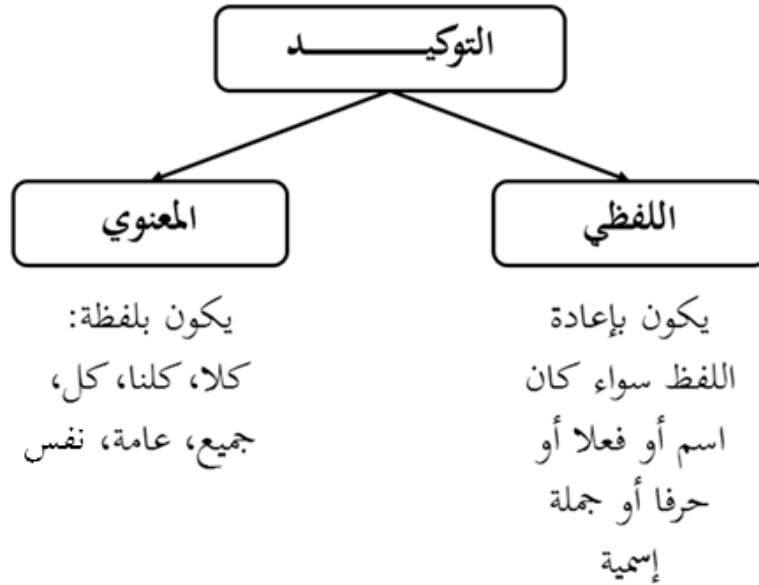 التوكيـــــــــــد
اللفظي
المعنوي
يكون بإعادة
اللفظ سواء كان
اسم أو فعلا أو
حرفا أو جملة
إسمية
يكون بلفظة:
كلا، كلنا، كل،
جميع، عامة، نفس